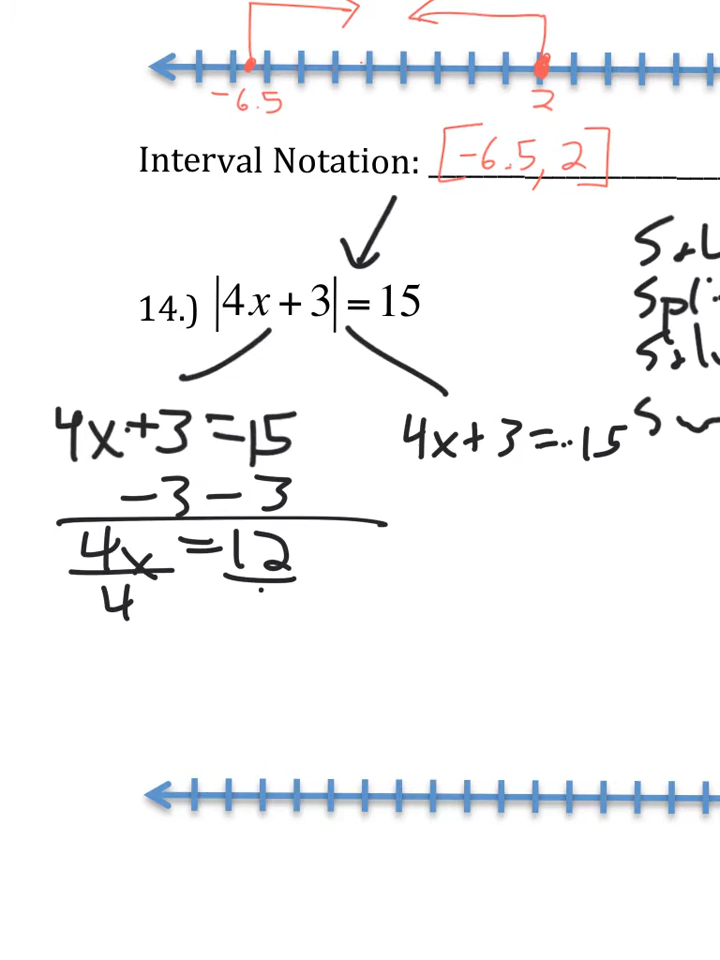 -6.5 2
Interval Notation: [-6.5, 2]
14.) |4x + 3| = 15
4x+3=15 4x+3=-15
-3 -3
4x = 12
4